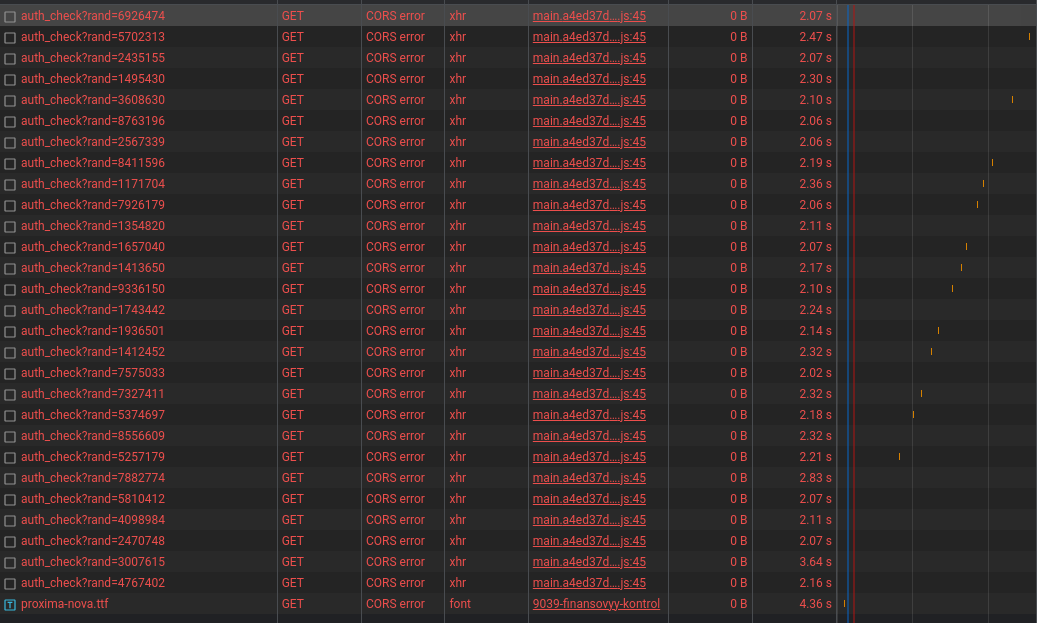 auth_check?rand=6926474 GET CORS error xhr main.a4ed37d....js:45 0 B 2.07 s
auth_check?rand=5702313 GET CORS error xhr main.a4ed37d....js:45 0 B 2.47 s
auth_check?rand=2435155 GET CORS error xhr main.a4ed37d....js:45 0 B 2.07 s
auth_check?rand=1495430 GET CORS error xhr main.a4ed37d....js:45 0 B 2.30 s
auth_check?rand=3608630 GET CORS error xhr main.a4ed37d....js:45 0 B 2.10 s
auth_check?rand=8763196 GET CORS error xhr main.a4ed37d....js:45 0 B 2.06 s
auth_check?rand=2567339 GET CORS error xhr main.a4ed37d....js:45 0 B 2.06 s
auth_check?rand=8411596 GET CORS error xhr main.a4ed37d....js:45 0 B 2.19 s
auth_check?rand=1171704 GET CORS error xhr main.a4ed37d....js:45 0 B 2.36 s
auth_check?rand=7926179 GET CORS error xhr main.a4ed37d....js:45 0 B 2.06 s
auth_check?rand=1354820 GET CORS error xhr main.a4ed37d....js:45 0 B 2.11 s
auth_check?rand=1657040 GET CORS error xhr main.a4ed37d....js:45 0 B 2.07 s
auth_check?rand=1413650 GET CORS error xhr main.a4ed37d....js:45 0 B 2.17 s
auth_check?rand=9336150 GET CORS error xhr main.a4ed37d....js:45 0 B 2.10 s
auth_check?rand=1743442 GET CORS error xhr main.a4ed37d....js:45 0 B 2.24 s
auth_check?rand=1936501 GET CORS error xhr main.a4ed37d....js:45 0 B 2.14 s
auth_check?rand=1412452 GET CORS error xhr main.a4ed37d....js:45 0 B 2.32 s
auth_check?rand=7575033 GET CORS error xhr main.a4ed37d....js:45 0 B 2.02 s
auth_check?rand=7327411 GET CORS error xhr main.a4ed37d....js:45 0 B 2.32 s
auth_check?rand=5374697 GET CORS error xhr main.a4ed37d....js:45 0 B 2.18 s
auth_check?rand=8556609 GET CORS error xhr main.a4ed37d....js:45 0 B 2.32 s
auth_check?rand=5257179 GET CORS error xhr main.a4ed37d....js:45 0 B 2.21 s
auth_check?rand=7882774 GET CORS error xhr main.a4ed37d....js:45 0 B 2.83 s
auth_check?rand=5810412 GET CORS error xhr main.a4ed37d....js:45 0 B 2.07 s
auth_check?rand=4098984 GET CORS error xhr main.a4ed37d....js:45 0 B 2.11 s
auth_check?rand=2470748 GET CORS error xhr main.a4ed37d....js:45 0 B 2.07 s
auth_check?rand=3007615 GET CORS error xhr main.a4ed37d....js:45 0 B 3.64 s
auth_check?rand=4767402 GET CORS error xhr main.a4ed37d....js:45 0 B 2.16 s
proxima-nova.ttf GET CORS error font 9039-finansovyy-kontrol 0 B 4.36 s